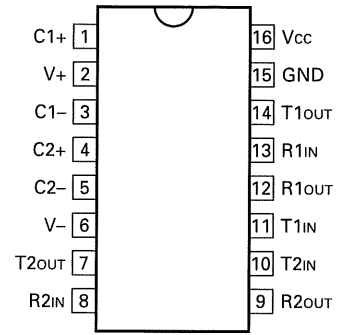 C1+ 1 16 VCC
V+ 2 15 GND
C1− 3 14 T1OUT
C2+ 4 13 R1IN
C2− 5 12 R1OUT
V− 6 11 T1IN
T2OUT 7 10 T2IN
R2IN 8 9 R2OUT